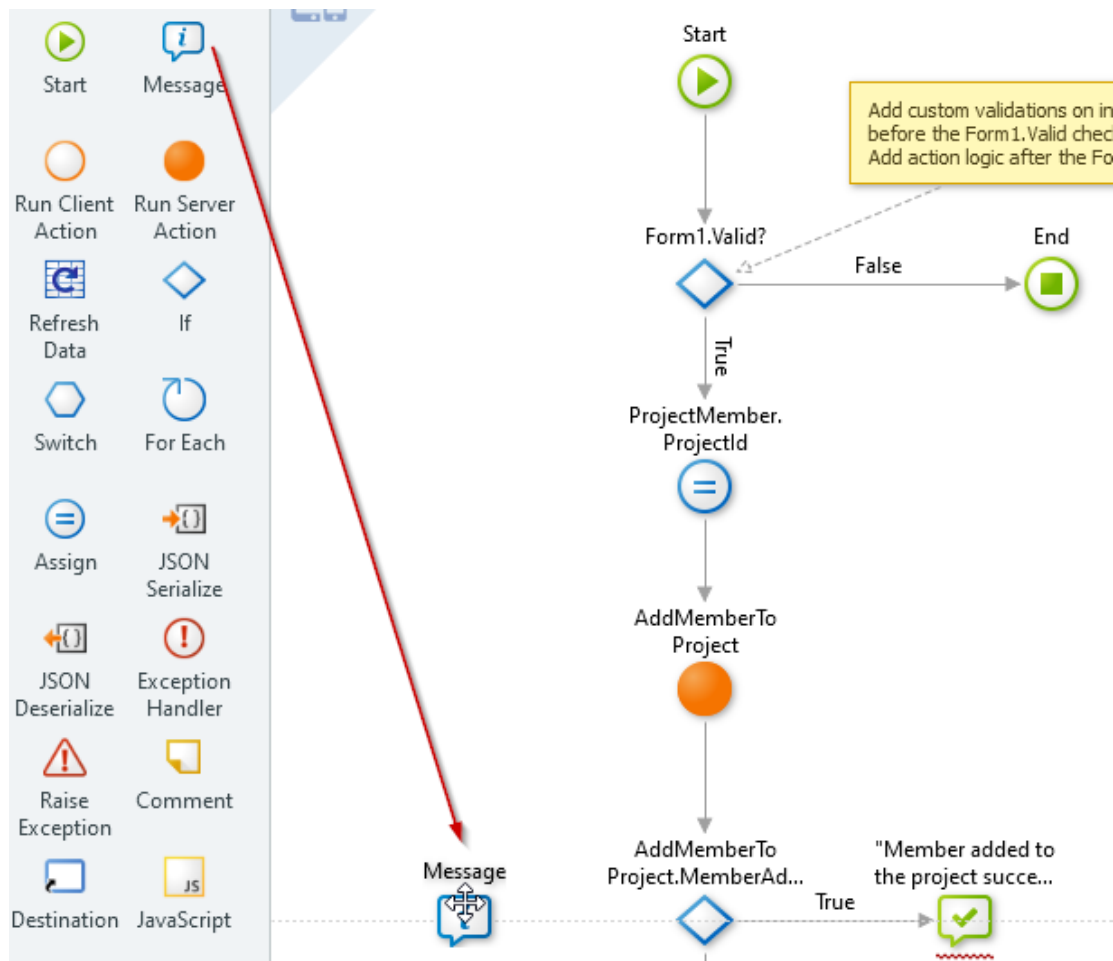 Start
Message
Run Client
Action
Run Server
Action
Refresh
Data
If
Switch
For Each
Assign
JSON
Serialize
JSON
Deserialize
Exception
Handler
Raise
Exception
Comment
Destination
JS
JavaScript
Start
Add custom validations on in
before the Form1.Valid chec
Add action logic after the Fo
Form1.Valid?
False
End
True
ProjectMember.
ProjectId
AddMemberTo
Project
Message
AddMemberTo
Project.MemberAd...
True
"Member added to
the project succe...